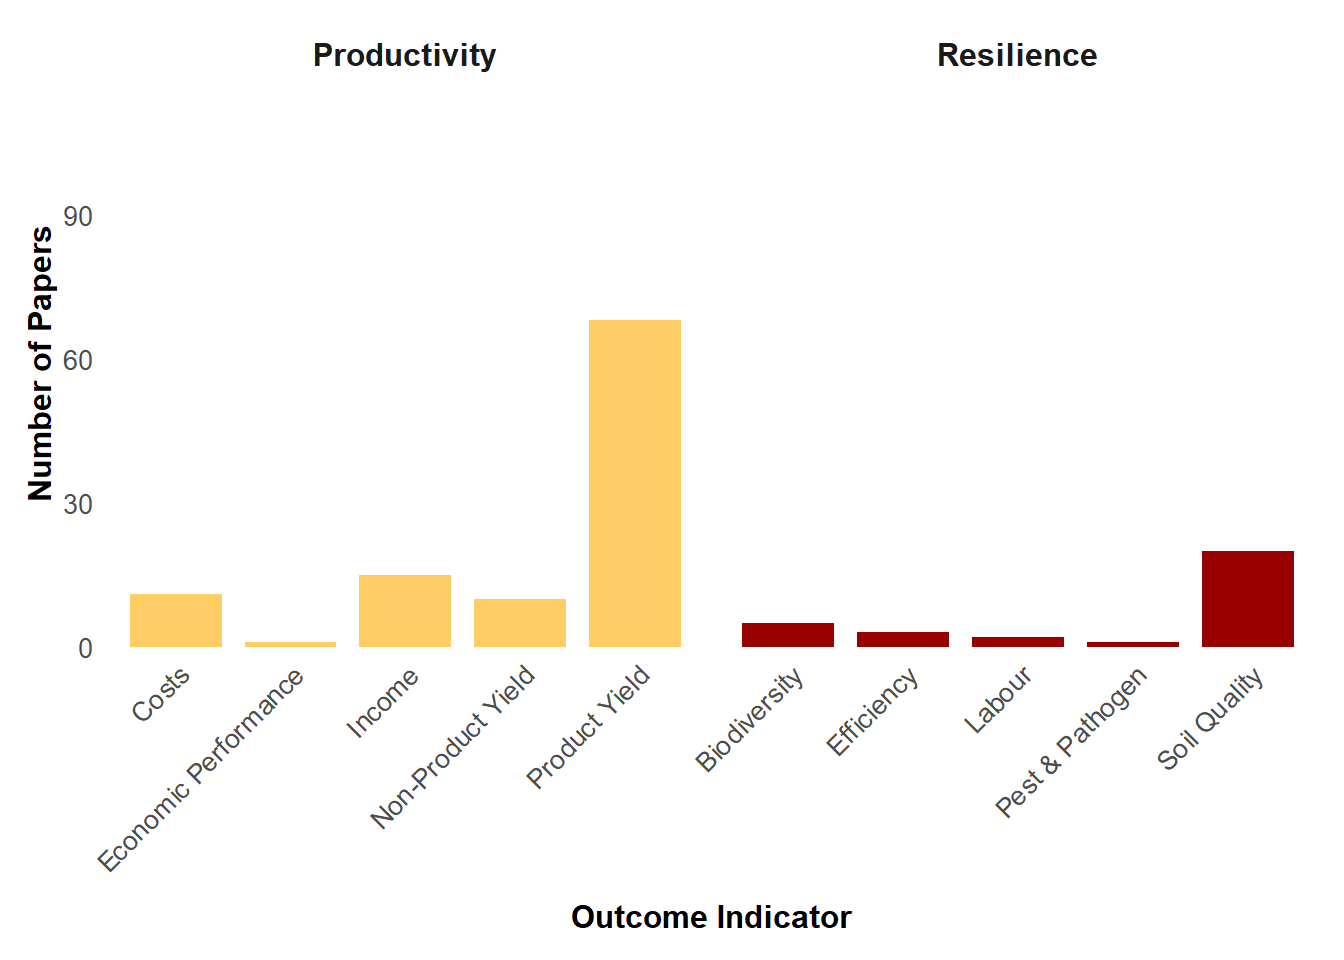 Productivity
Resilience
Number of Papers
90
60
30
0
Costs
Economic Performance
Income
Non-Product Yield
Product Yield
Biodiversity
Efficiency
Labour
Pest & Pathogen
Soil Quality
Outcome Indicator